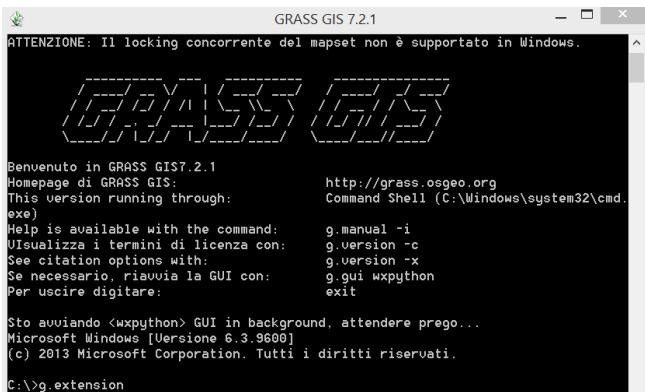 GRASS GIS 7.2.1
ATTENZIONE: Il locking concorrente del mapset non è supportato in Windows.
GRASS GIS
Benvenuto in GRASS GIS7.2.1
Homepage di GRASS GIS: http://grass.osgeo.org
This version running through: Command Shell (C:\Windows\system32\cmd.
exe)
Help is available with the command: g.manual -i
VIsualizza i termini di licenza con: g.version -c
See citation options with: g.version -x
Se necessario, riavvia la GUI con: g.gui wxpython
Per uscire digitare: exit
Sto avviando <wxpython> GUI in background, attendere prego...
Microsoft Windows [Versione 6.3.9600]
(c) 2013 Microsoft Corporation. Tutti i diritti riservati.
C:\>g.extension